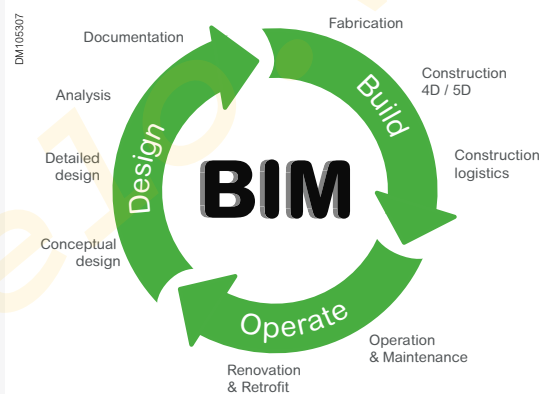 DM105307
Fabrication
Documentation
Construction
4D / 5D
Build
Analysis
Construction
logistics
Detailed
design
Design
BIM
Conceptual
design
Operate
Operation
& Maintenance
Renovation
& Retrofit